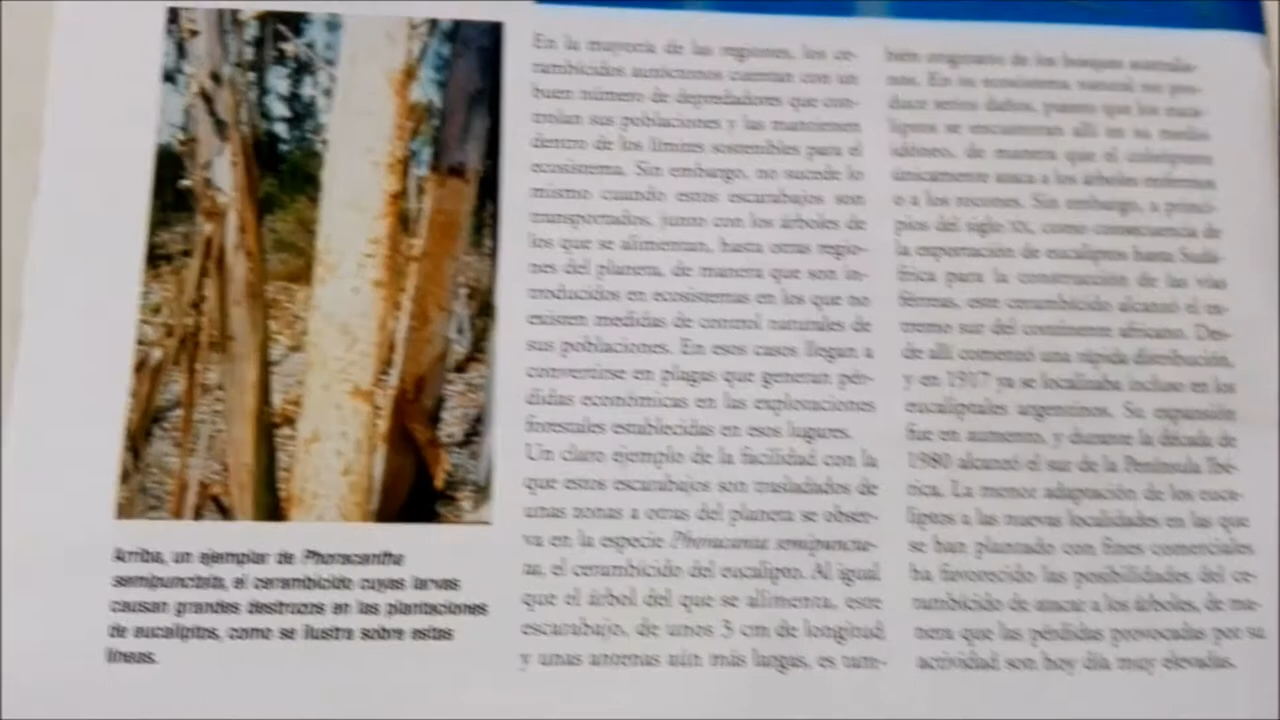 Arriba, un ejemplar de Phoracantha
semipunctata, el cerambícido cuyas larvas
causan grandes destrozos en las plantaciones
de eucaliptos, como se ilustra sobre estas
líneas.
En la mayoría de las regiones, los ce-
rambícidos autóctonos cuentan con un
buen número de depredadores que con-
trolan sus poblaciones y las mantienen
dentro de los límites sostenibles para el
ecosistema. Sin embargo, no sucede lo
mismo cuando estos escarabajos son
transportados, junto con los árboles de
los que se alimentan, hasta otras regio-
nes del planeta, de manera que son in-
troducidos en ecosistemas en los que no
existen medidas de control naturales de
sus poblaciones. En esos casos llegan a
convertirse en plagas que generan pér-
didas económicas en las explotaciones
forestales establecidas en esos lugares.
Un claro ejemplo de la facilidad con la
que estos escarabajos son trasladados de
unas zonas a otras del planeta se obser-
va en la especie Phoracanta semipuncta-
ta, el cerambícido del eucalipto. Al igual
que el árbol del que se alimenta, este
escarabajo, de unos 3 cm de longitud
y unas antenas aún más largas, es tam-
bién originario de los bosques australia-
nos. En su ecosistema natural no pro-
duce serios daños, puesto que los euca-
liptos se encuentran allí en su medio
idóneo, de manera que el coleóptero
únicamente ataca a los árboles enfermos
o a los tocones. Sin embargo, a princi-
pios del siglo XX, como consecuencia de
la exportación de eucaliptos hasta Sudá-
frica para la construcción de las vías
férreas, este cerambícido alcanzó el ex-
tremo sur del continente africano. Des-
de allí comenzó una rápida distribución,
y en 1917 ya se localizaba incluso en los
eucaliptales argentinos. Su expansión
fue en aumento, y durante la década de
1980 alcanzó el sur de la Península Ibé-
rica. La menor adaptación de los euca-
liptos a las nuevas localidades en las que
se han plantado con fines comerciales
ha favorecido las posibilidades del ce-
rambícido de atacar a los árboles, de ma-
nera que las pérdidas provocadas por su
actividad son hoy día muy elevadas.